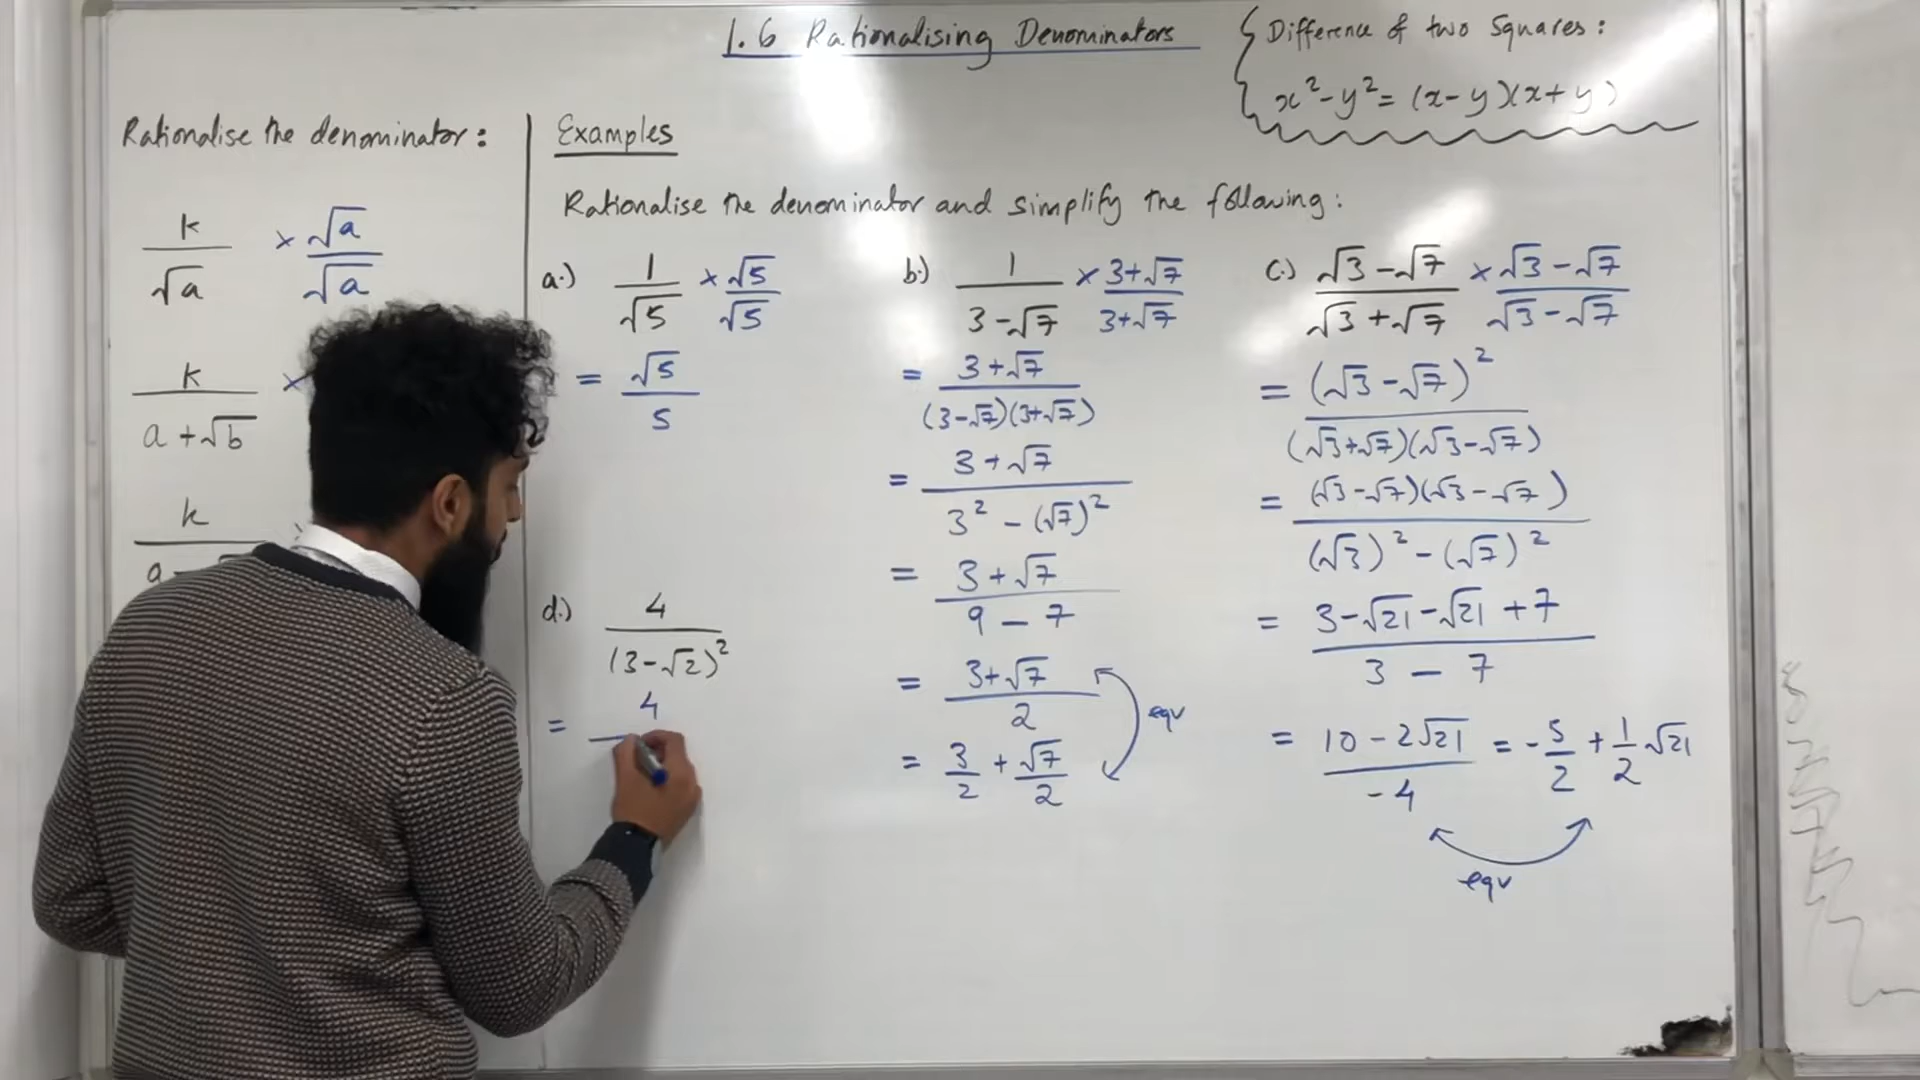 1.6 Rationalising Denominators
Difference of two Squares:
x² - y² = (x-y)(x+y)
Rationalise the denominator:
k/√a × √a/√a
k/(a+√b) ×
k
a -
Examples
Rationalise the denominator and simplify the following:
a.) 1/√5 × √5/√5
= √5/5
b.) 1/(3-√7) × (3+√7)/(3+√7)
= (3+√7)/((3-√7)(3+√7))
= (3+√7)/(3² - (√7)²)
= (3+√7)/(9 - 7)
= (3+√7)/2
= 3/2 + √7/2
eqv
c.) (√3-√7)/(√3+√7) × (√3-√7)/(√3-√7)
= (√3-√7)²/((√3+√7)(√3-√7))
= (√3-√7)(√3-√7)/((√3)² - (√7)²)
= (3-√21-√21+7)/(3 - 7)
= (10-2√21)/-4 = -5/2 + 1/2 √21
eqv
d.) 4/(3-√2)²
= 4